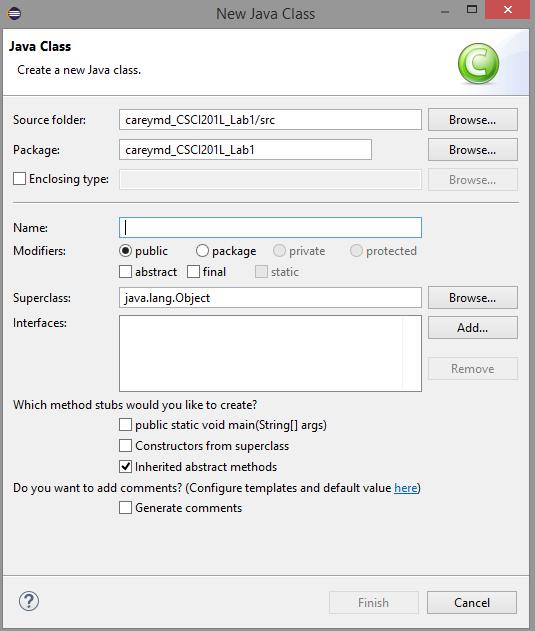 New Java Class
Java Class
Create a new Java class.
C
Source folder: careymd_CSCI201L_Lab1/src Browse...
Package: careymd_CSCI201L_Lab1 Browse...
Enclosing type: Browse...
Name:
Modifiers: public package private protected
abstract final static
Superclass: java.lang.Object Browse...
Interfaces: Add...
Remove
Which method stubs would you like to create?
public static void main(String[] args)
Constructors from superclass
Inherited abstract methods
Do you want to add comments? (Configure templates and default value here)
Generate comments
? Finish Cancel